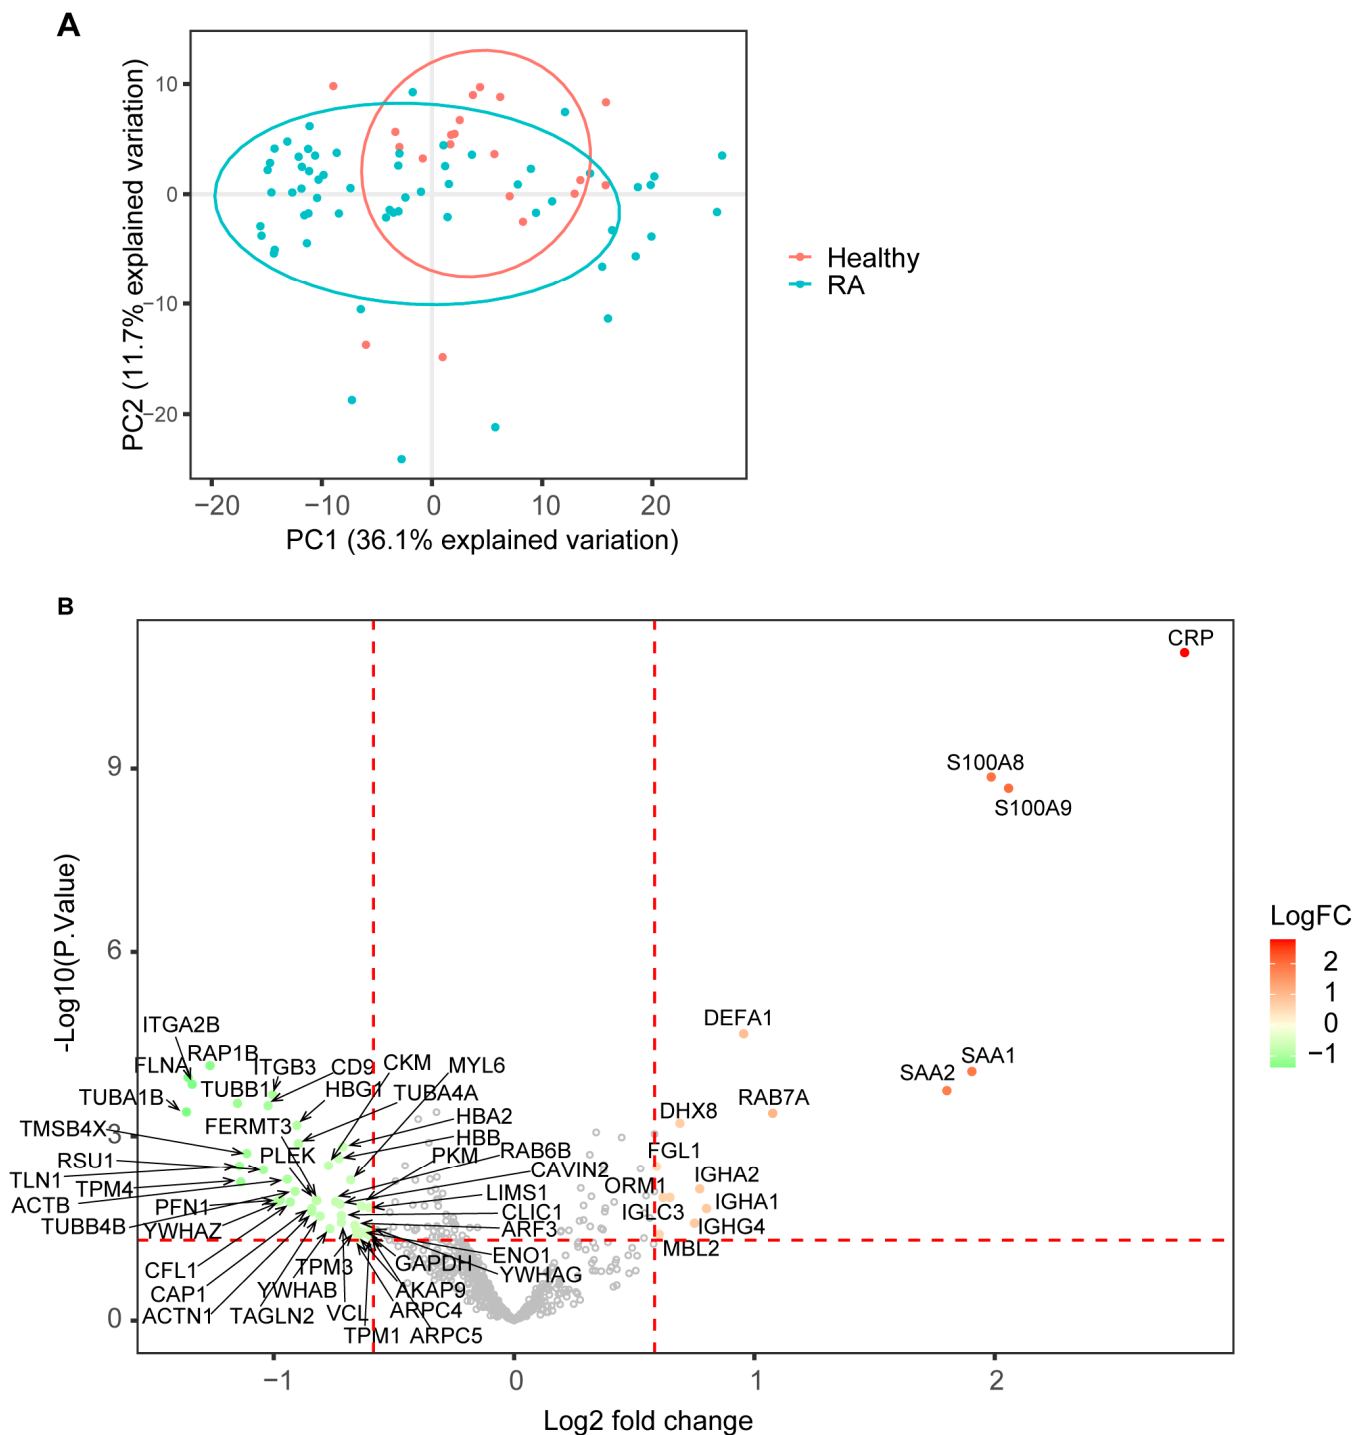 A
PC2 (11.7% explained variation)
10
0
−10
−20
−20
−10
0
10
20
PC1 (36.1% explained variation)
Healthy
RA
B
-Log10(P.Value)
9
6
3
0
CRP
S100A8
S100A9
DEFA1
SAA1
SAA2
RAB7A
DHX8
FGL1
IGHA2
ORM1
IGHA1
IGLC3
IGHG4
MBL2
ITGA2B
RAP1B
FLNA
ITGB3
CD9
CKM
MYL6
TUBB1
HBG1
TUBA4A
TUBA1B
HBA2
TMSB4X
FERMT3
HBB
RSU1
PLEK
PKM
RAB6B
TLN1
TPM4
CAVIN2
ACTB
PFN1
LIMS1
TUBB4B
YWHAZ
CLIC1
ARF3
ENO1
CFL1
TPM3
GAPDH
YWHAG
CAP1
YWHAB
AKAP9
ACTN1
TAGLN2
VCL
ARPC4
TPM1
ARPC5
−1
0
1
2
Log2 fold change
LogFC
2
1
0
−1